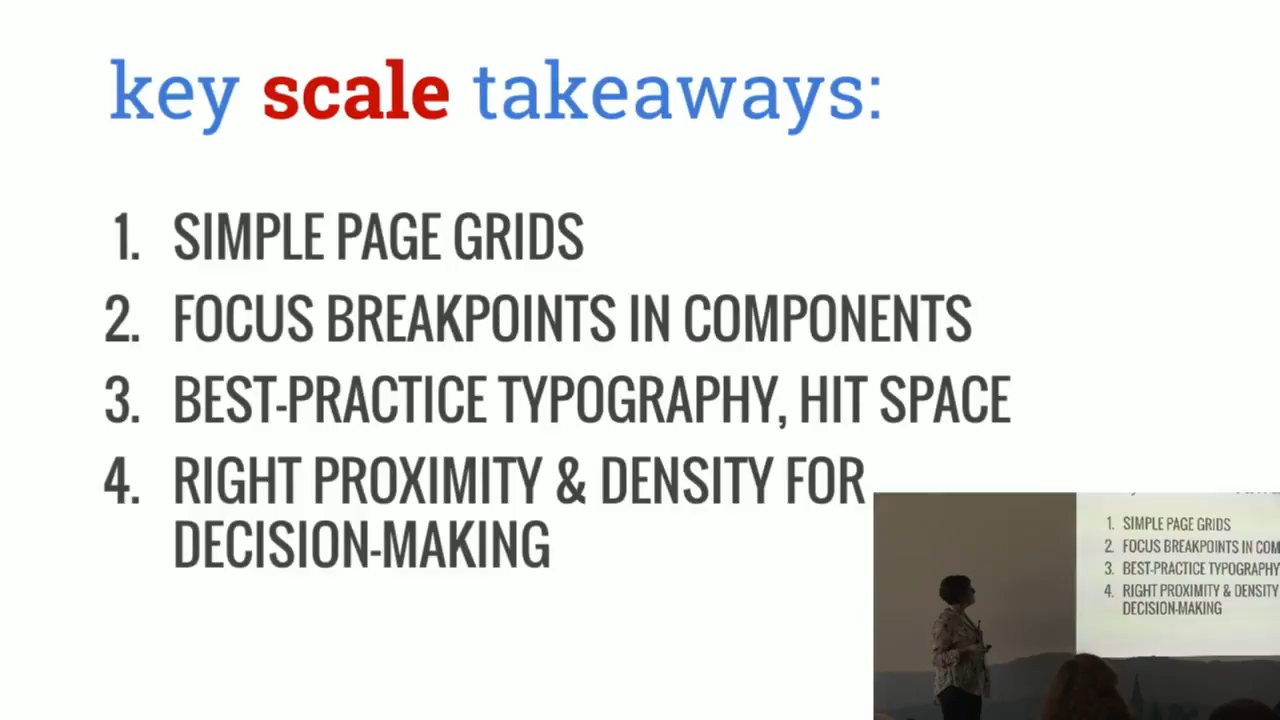 key scale takeaways:
1. SIMPLE PAGE GRIDS
2. FOCUS BREAKPOINTS IN COMPONENTS
3. BEST-PRACTICE TYPOGRAPHY, HIT SPACE
4. RIGHT PROXIMITY & DENSITY FOR
DECISION-MAKING
1. SIMPLE PAGE GRIDS
2. FOCUS BREAKPOINTS IN COM
3. BEST-PRACTICE TYPOGRAPHY
4. RIGHT PROXIMITY & DENSITY
DECISION-MAKING